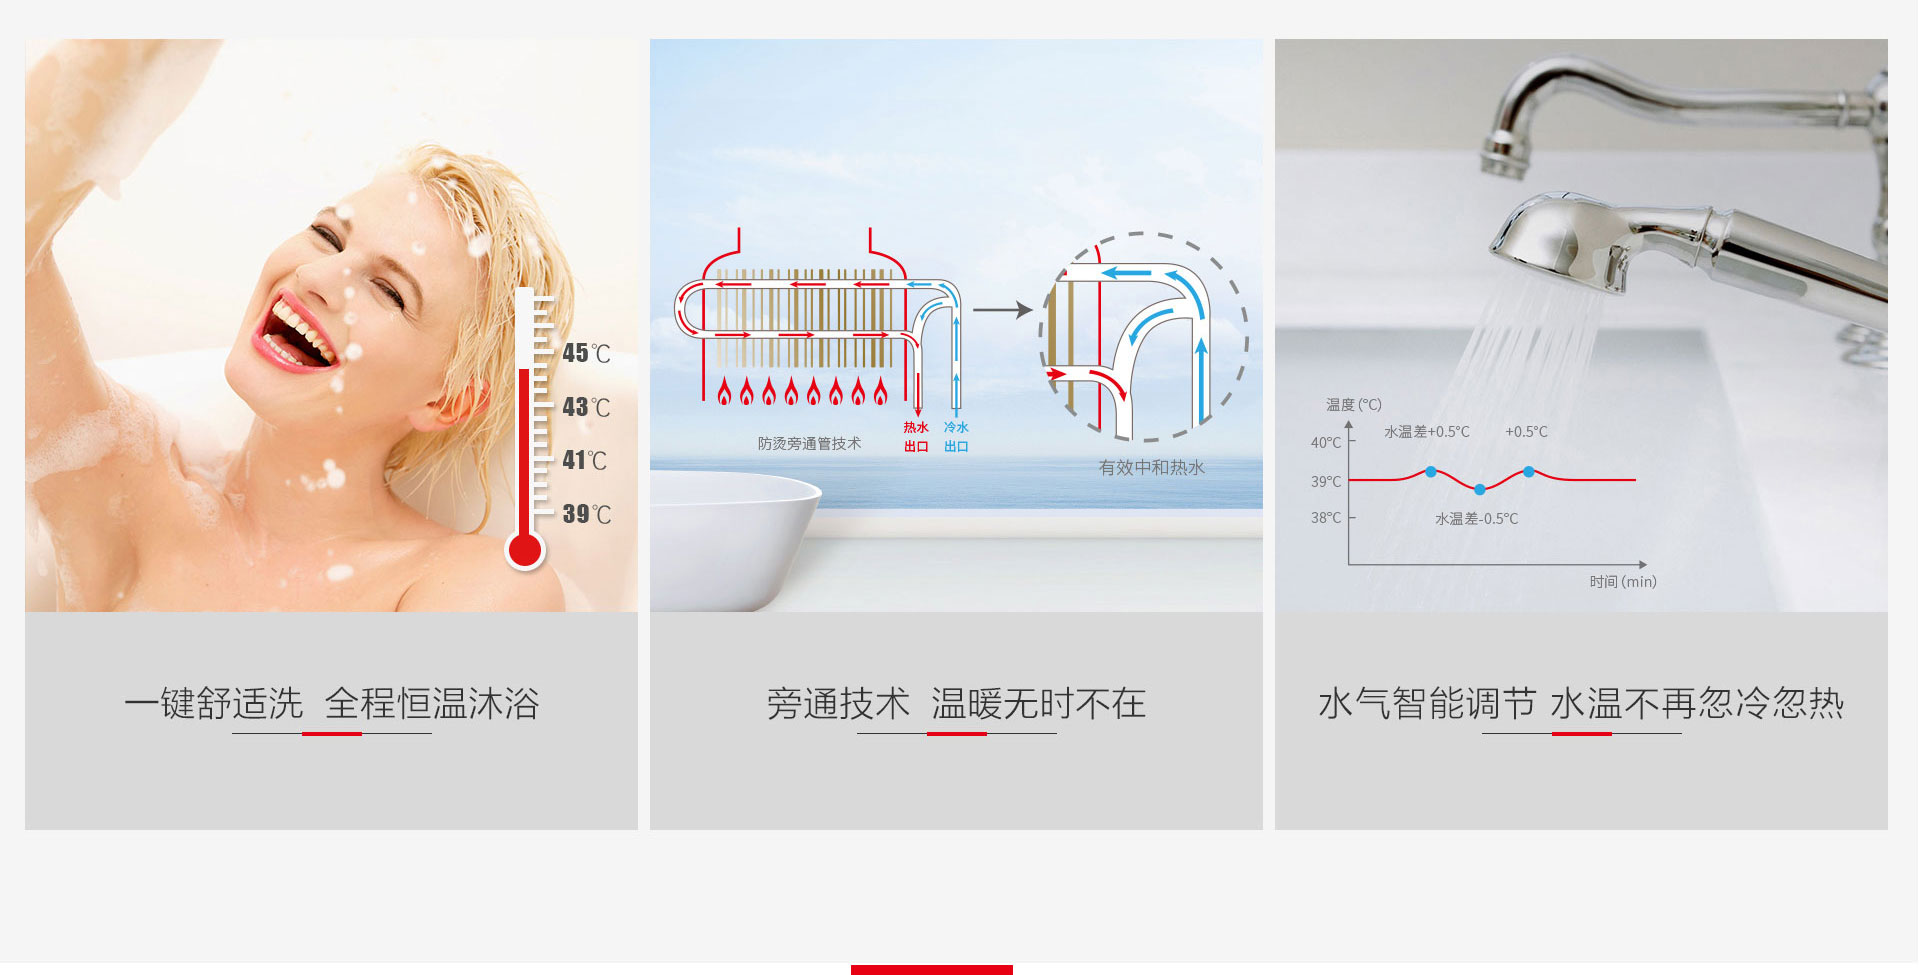 45℃
43℃
41℃
39℃
一键舒适洗 全程恒温沐浴
热水
出口
冷水
出口
防烫旁通管技术
有效中和热水
旁通技术 温暖无时不在
温度(℃)
水温差+0.5℃ +0.5℃
40℃
39℃
38℃
水温差-0.5℃
时间(min)
水气智能调节 水温不再忽冷忽热